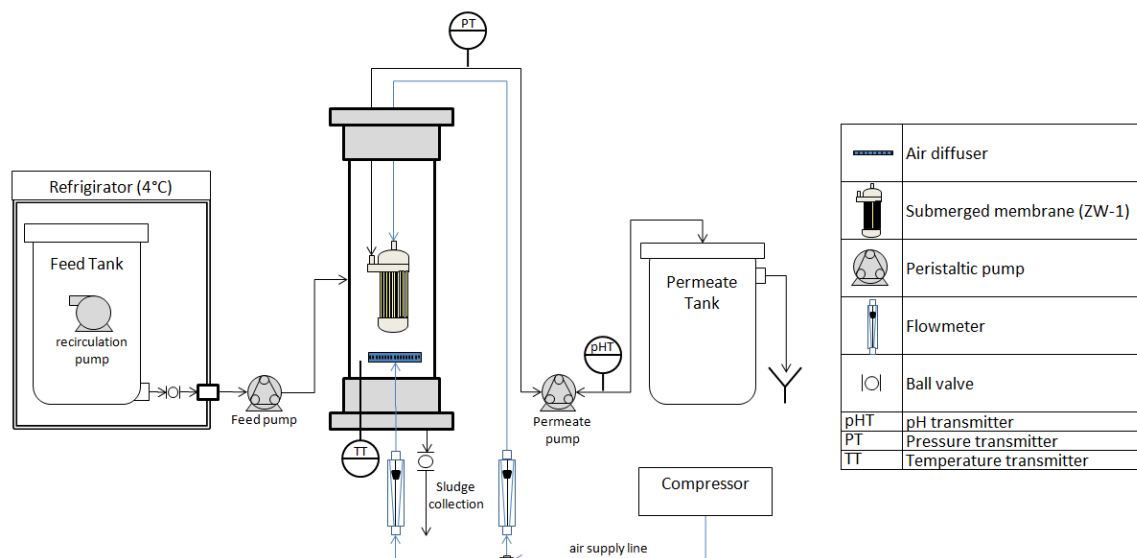 PT
Refrigirator (4°C)
Feed Tank
recirculation
pump
Feed pump
TT
Sludge
collection
pHT
Permeate
pump
Permeate
Tank
Compressor
air supply line
Air diffuser
Submerged membrane (ZW-1)
Peristaltic pump
Flowmeter
Ball valve
pHT pH transmitter
PT Pressure transmitter
TT Temperature transmitter